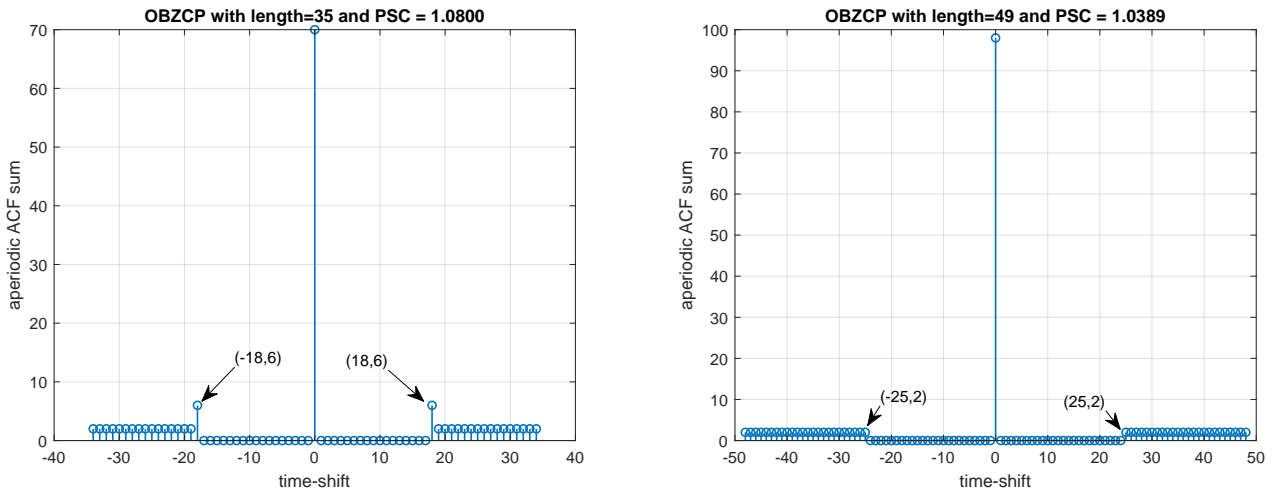 OBZCP with length=35 and PSC = 1.0800
70
60
50
40
30
20
10
0
aperiodic ACF sum
(-18,6)
(18,6)
-40 -30 -20 -10 0 10 20 30 40
time-shift
OBZCP with length=49 and PSC = 1.0389
100
90
80
70
60
50
40
30
20
10
0
aperiodic ACF sum
(-25,2)
(25,2)
-50 -40 -30 -20 -10 0 10 20 30 40 50
time-shift